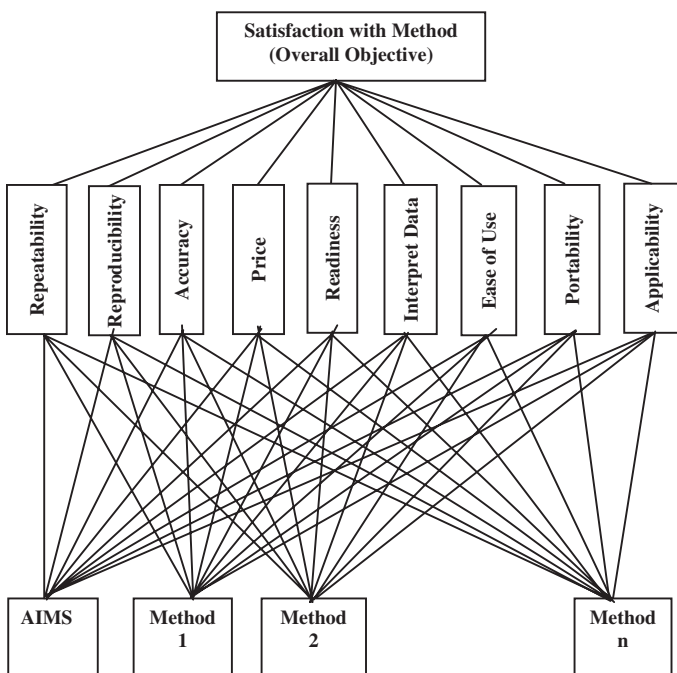 Satisfaction with Method
(Overall Objective)
Repeatability
Reproducibility
Accuracy
Price
Readiness
Interpret Data
Ease of Use
Portability
Applicability
AIMS
Method
1
Method
2
Method
n